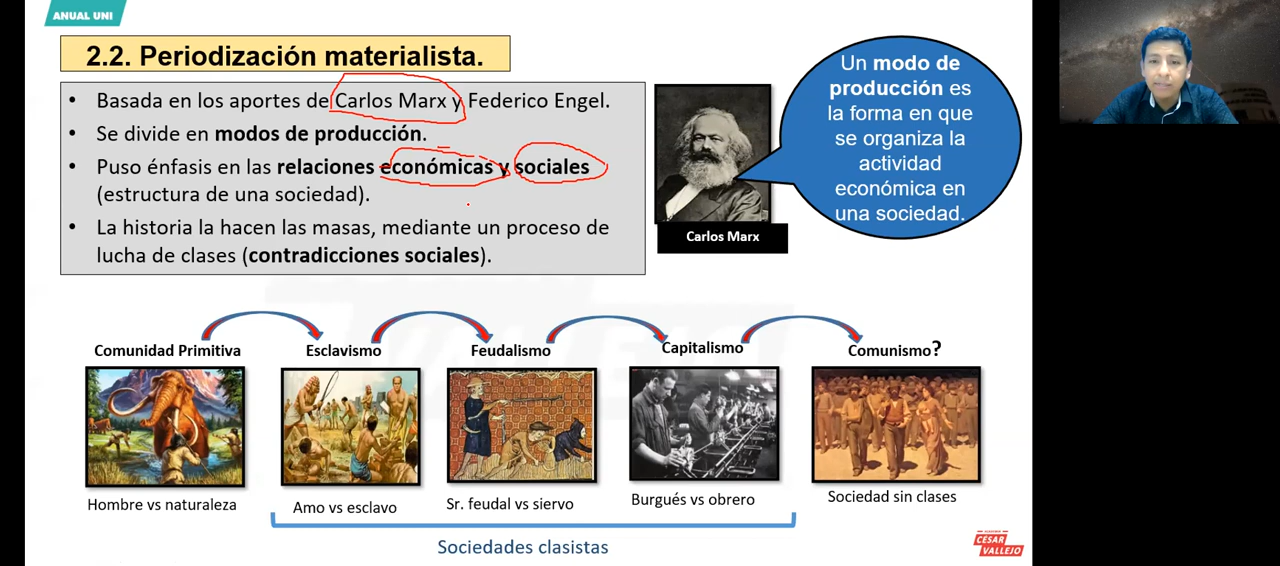 ANUAL UNI
2.2. Periodización materialista.
• Basada en los aportes de Carlos Marx y Federico Engel.
• Se divide en modos de producción.
• Puso énfasis en las relaciones económicas y sociales
(estructura de una sociedad).
• La historia la hacen las masas, mediante un proceso de
lucha de clases (contradicciones sociales).
Carlos Marx
Un modo de
producción es
la forma en que
se organiza la
actividad
económica en
una sociedad.
Comunidad Primitiva
Esclavismo
Feudalismo
Capitalismo
Comunismo?
Hombre vs naturaleza
Amo vs esclavo
Sr. feudal vs siervo
Burgués vs obrero
Sociedad sin clases
Sociedades clasistas
CÉSAR
VALLEJO